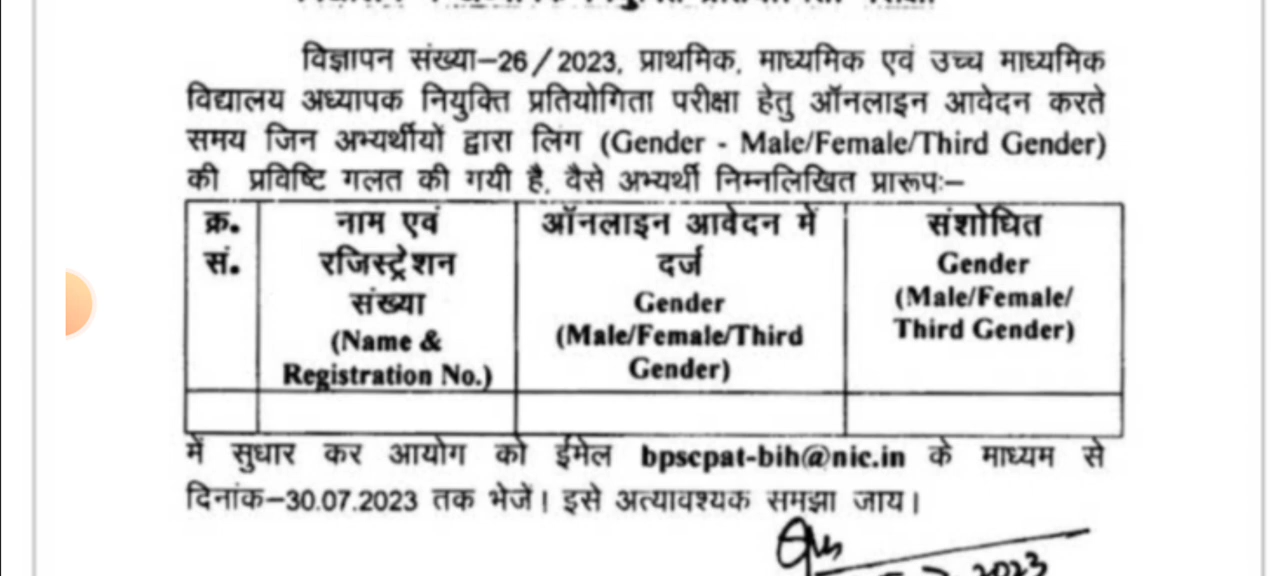 विज्ञापन संख्या–26/2023, प्राथमिक, माध्यमिक एवं उच्च माध्यमिक
विद्यालय अध्यापक नियुक्ति प्रतियोगिता परीक्षा हेतु ऑनलाइन आवेदन करते
समय जिन अभ्यर्थीयों द्वारा लिंग (Gender - Male/Female/Third Gender)
की प्रविष्टि गलत की गयी है, वैसे अभ्यर्थी निम्नलिखित प्रारूपः–
क्र.
सं.
नाम एवं
रजिस्ट्रेशन
संख्या
(Name &
Registration No.)
ऑनलाइन आवेदन में
दर्ज
Gender
(Male/Female/Third
Gender)
संशोधित
Gender
(Male/Female/
Third Gender)
में सुधार कर आयोग को ईमेल bpscpat-bih@nic.in के माध्यम से
दिनांक–30.07.2023 तक भेजें। इसे अत्यावश्यक समझा जाय।
2023